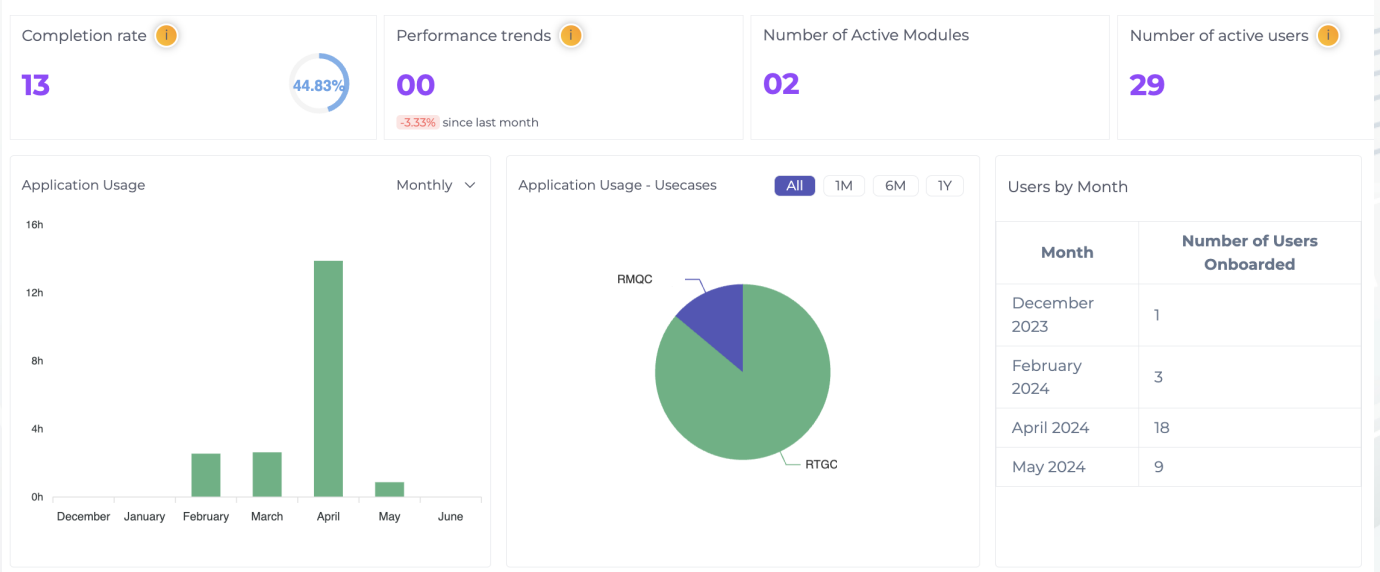 Completion rate i
13
44.83%
Performance trends i
00
-3.33% since last month
Number of Active Modules
02
Number of active users i
29
Application Usage
Monthly
16h
12h
8h
4h
0h
December January February March April May June
Application Usage - Usecases
All 1M 6M 1Y
RMQC
RTGC
Users by Month
Month
Number of Users
Onboarded
December
2023
1
February
2024
3
April 2024
18
May 2024
9